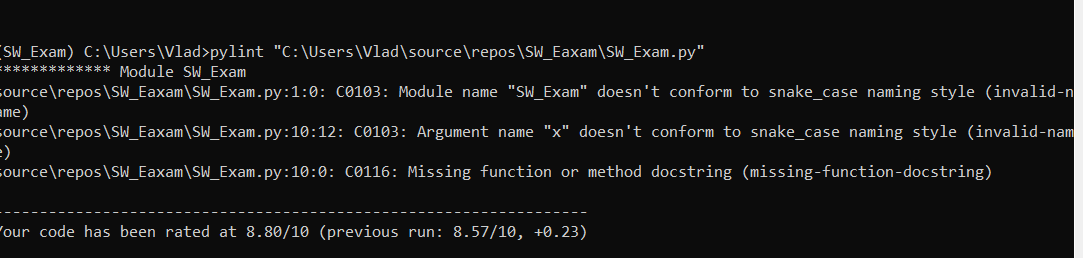 (SW_Exam) C:\Users\Vlad>pylint "C:\Users\Vlad\source\repos\SW_Eaxam\SW_Exam.py"
************* Module SW_Exam
source\repos\SW_Eaxam\SW_Exam.py:1:0: C0103: Module name "SW_Exam" doesn't conform to snake_case naming style (invalid-n
ame)
source\repos\SW_Eaxam\SW_Exam.py:10:12: C0103: Argument name "x" doesn't conform to snake_case naming style (invalid-nam
e)
source\repos\SW_Eaxam\SW_Exam.py:10:0: C0116: Missing function or method docstring (missing-function-docstring)
------------------------------------------------------------------
Your code has been rated at 8.80/10 (previous run: 8.57/10, +0.23)